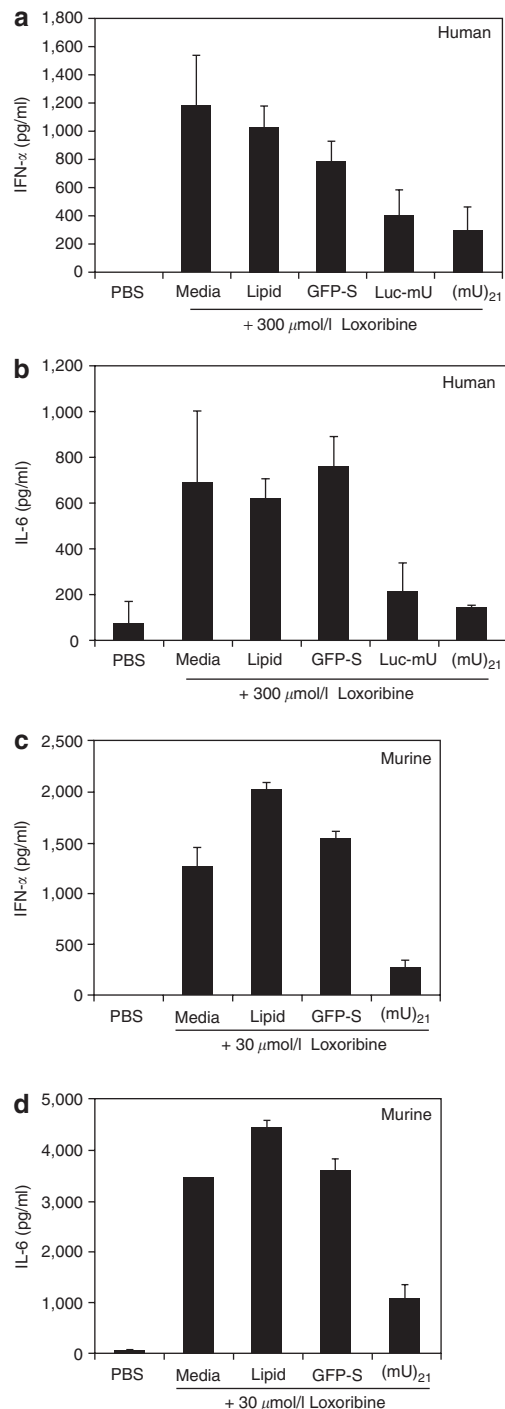 a
Human
1,800
1,600
1,400
1,200
1,000
800
600
400
200
0
IFN-α (pg/ml)
PBS Media Lipid GFP-S Luc-mU (mU)21
+ 300 μmol/l Loxoribine
b
Human
1,200
1,000
800
600
400
200
0
IL-6 (pg/ml)
PBS Media Lipid GFP-S Luc-mU (mU)21
+ 300 μmol/l Loxoribine
c
Murine
2,500
2,000
1,500
1,000
500
0
IFN-α (pg/ml)
PBS Media Lipid GFP-S (mU)21
+ 30 μmol/l Loxoribine
d
Murine
5,000
4,000
3,000
2,000
1,000
0
IL-6 (pg/ml)
PBS Media Lipid GFP-S (mU)21
+ 30 μmol/l Loxoribine